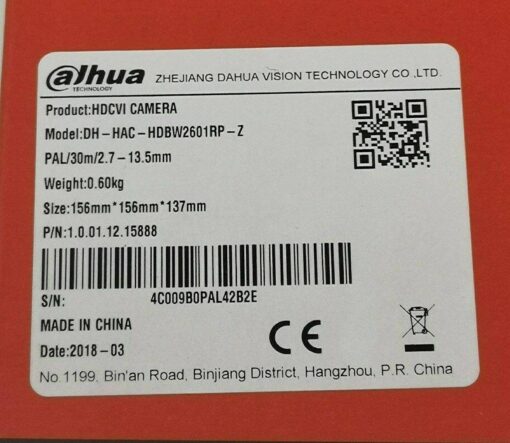 alhua
TECHNOLOGY
ZHEJIANG DAHUA VISION TECHNOLOGY CO.,LTD.
Product:HDCVI CAMERA
Model:DH-HAC-HDBW2601RP-Z
PAL/30m/2.7-13.5mm
Weight:0.60kg
Size:156mm*156mm*137mm
P/N:1.0.01.12.15888
S/N: 4C009B0PAL42B2E
MADE IN CHINA
CE
Date:2018-03
No 1199, Bin'an Road, Binjiang District, Hangzhou, P.R. China